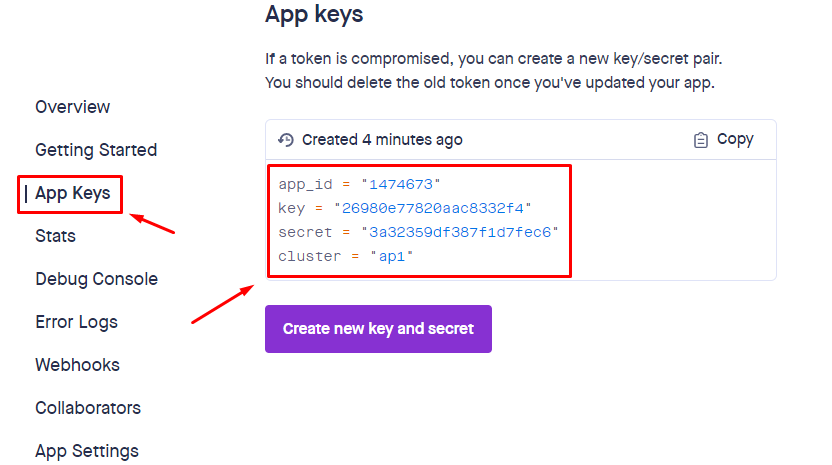 App keys
If a token is compromised, you can create a new key/secret pair.
You should delete the old token once you've updated your app.
Overview
Getting Started
App Keys
Stats
Debug Console
Error Logs
Webhooks
Collaborators
App Settings
Created 4 minutes ago
Copy
app_id = "1474673"
key = "26980e77820aac8332f4"
secret = "3a32359df387f1d7fec6"
cluster = "ap1"
Create new key and secret